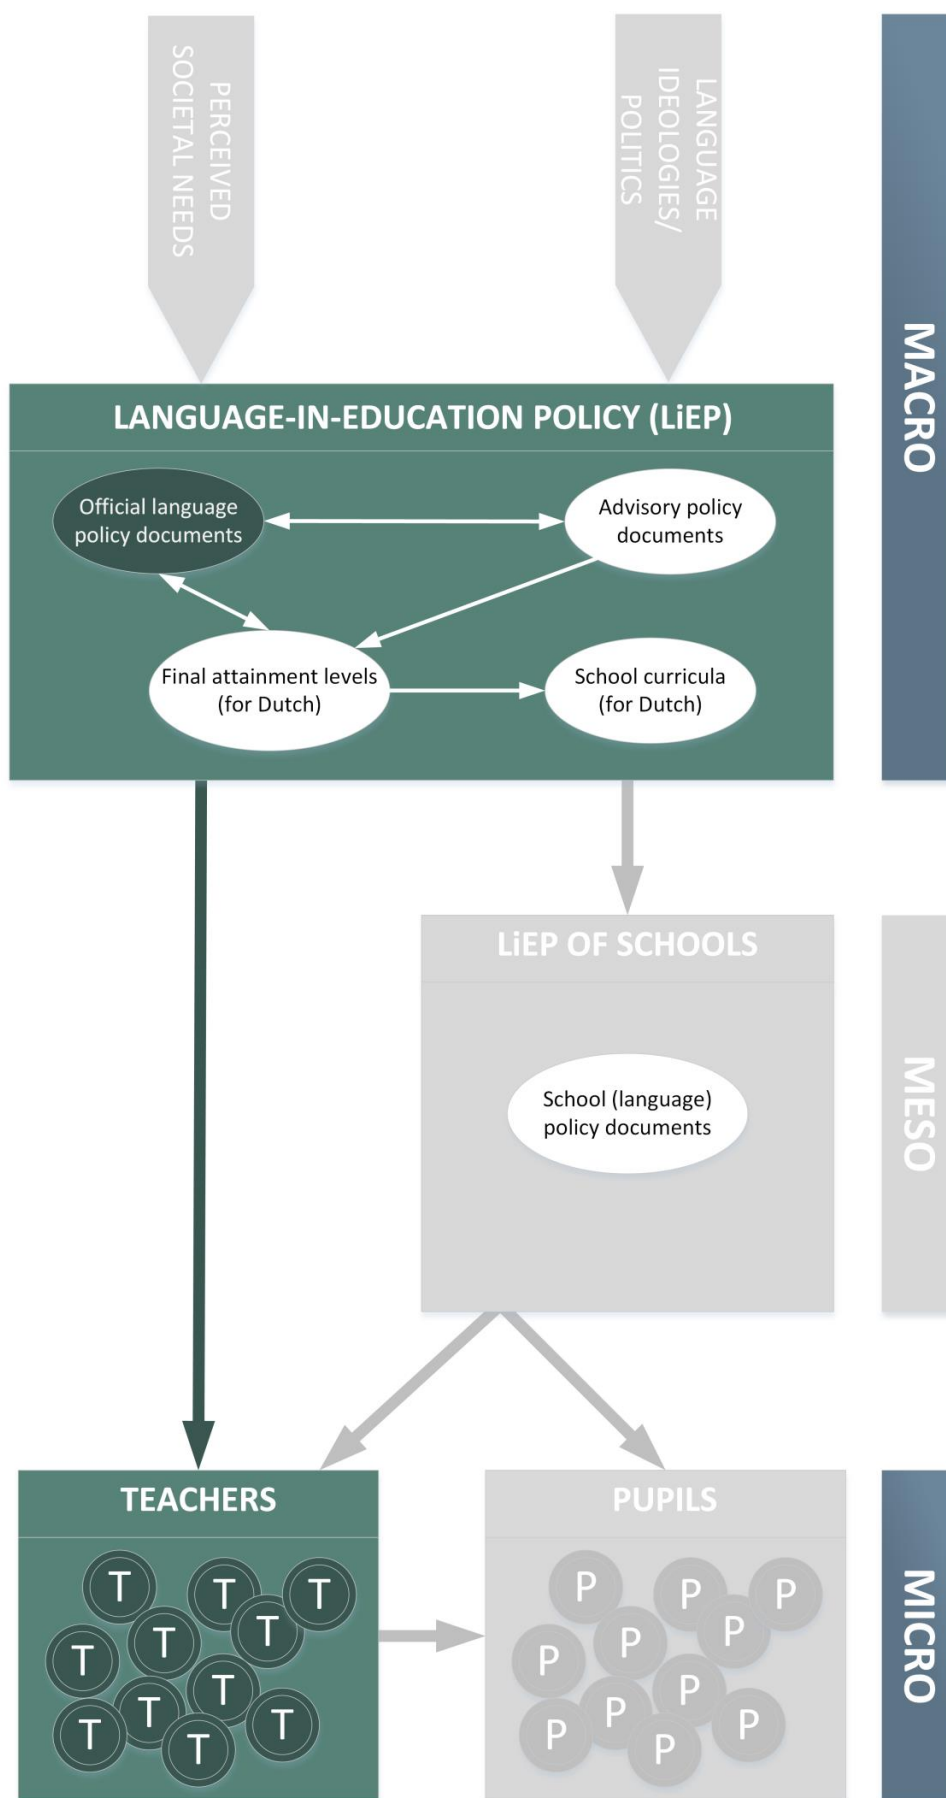 PERCEIVED
SOCIETAL NEEDS
LANGUAGE
IDEOLOGIES/
POLITICS
MACRO
LANGUAGE-IN-EDUCATION POLICY (LiEP)
Official language
policy documents
Advisory policy
documents
Final attainment levels
(for Dutch)
School curricula
(for Dutch)
LiEP OF SCHOOLS
School (language)
policy documents
MESO
TEACHERS
T
T
T
T
T
T
T
T
T
T
T
PUPILS
P
P
P
P
P
P
P
P
P
P
P
MICRO